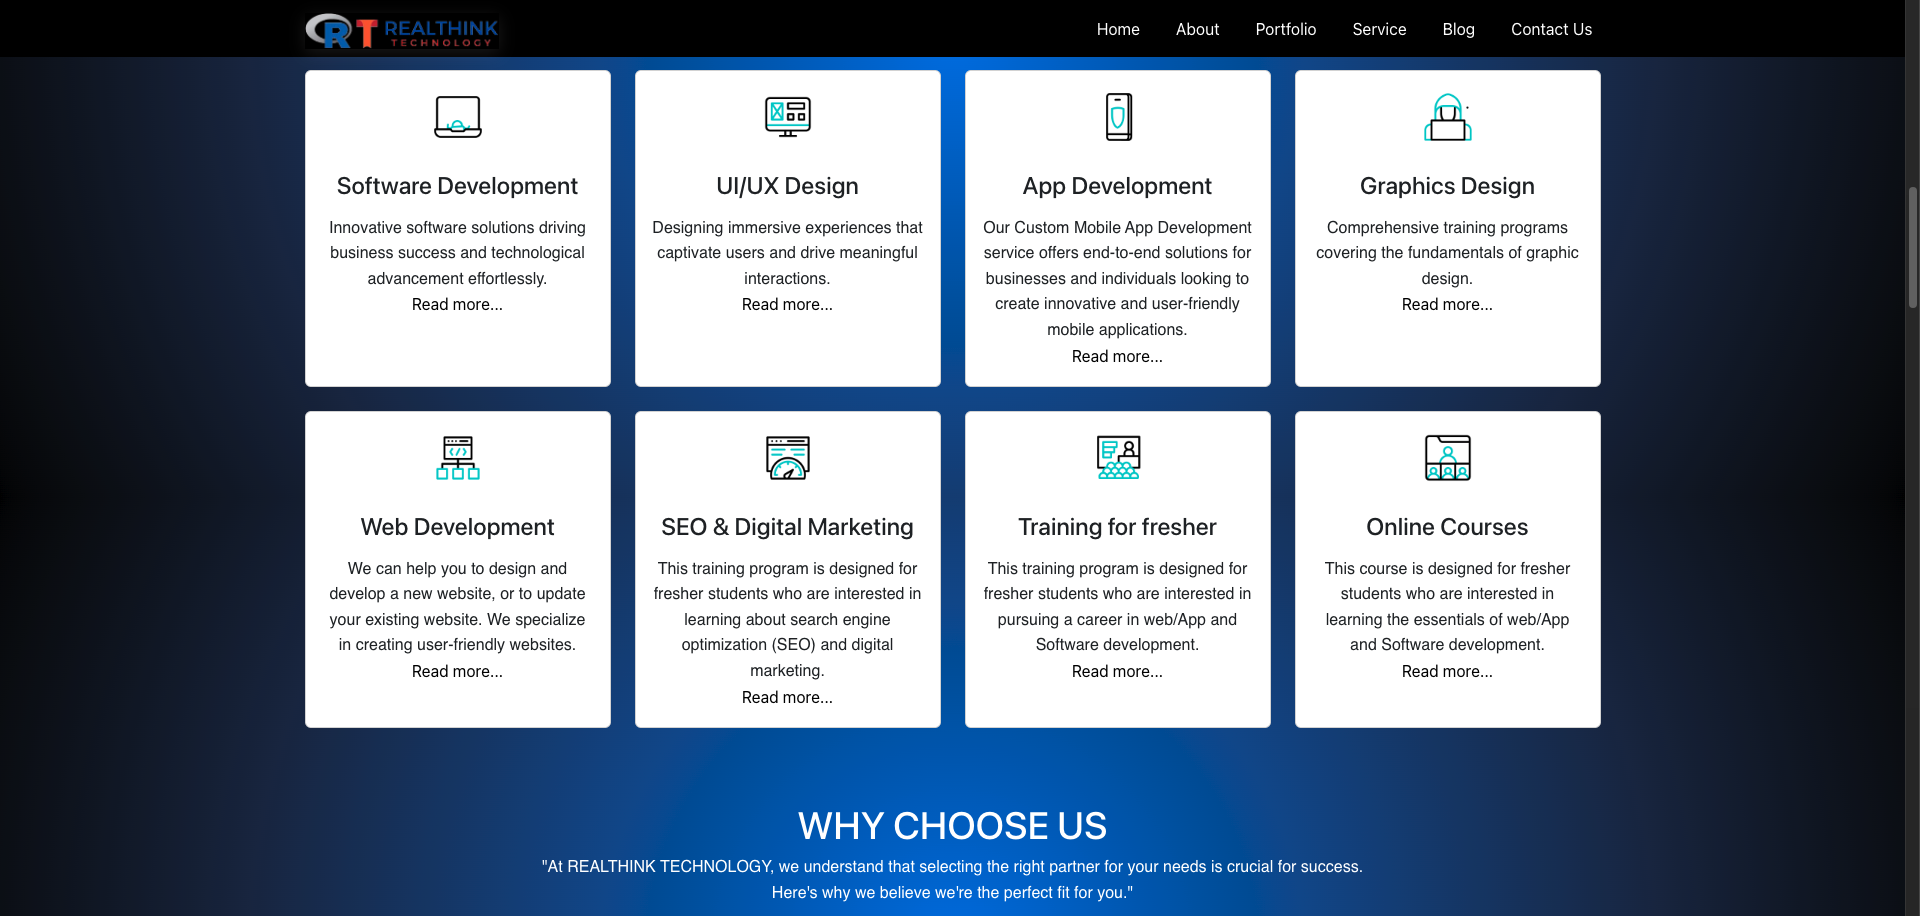 RT REALTHINK
TECHNOLOGY
Home
About
Portfolio
Service
Blog
Contact Us
Software Development
Innovative software solutions driving
business success and technological
advancement effortlessly.
Read more...
UI/UX Design
Designing immersive experiences that
captivate users and drive meaningful
interactions.
Read more...
App Development
Our Custom Mobile App Development
service offers end-to-end solutions for
businesses and individuals looking to
create innovative and user-friendly
mobile applications.
Read more...
Graphics Design
Comprehensive training programs
covering the fundamentals of graphic
design.
Read more...
Web Development
We can help you to design and
develop a new website, or to update
your existing website. We specialize
in creating user-friendly websites.
Read more...
SEO & Digital Marketing
This training program is designed for
fresher students who are interested in
learning about search engine
optimization (SEO) and digital
marketing.
Read more...
Training for fresher
This training program is designed for
fresher students who are interested in
pursuing a career in web/App and
Software development.
Read more...
Online Courses
This course is designed for fresher
students who are interested in
learning the essentials of web/App
and Software development.
Read more...
WHY CHOOSE US
"At REALTHINK TECHNOLOGY, we understand that selecting the right partner for your needs is crucial for success.
Here's why we believe we're the perfect fit for you."